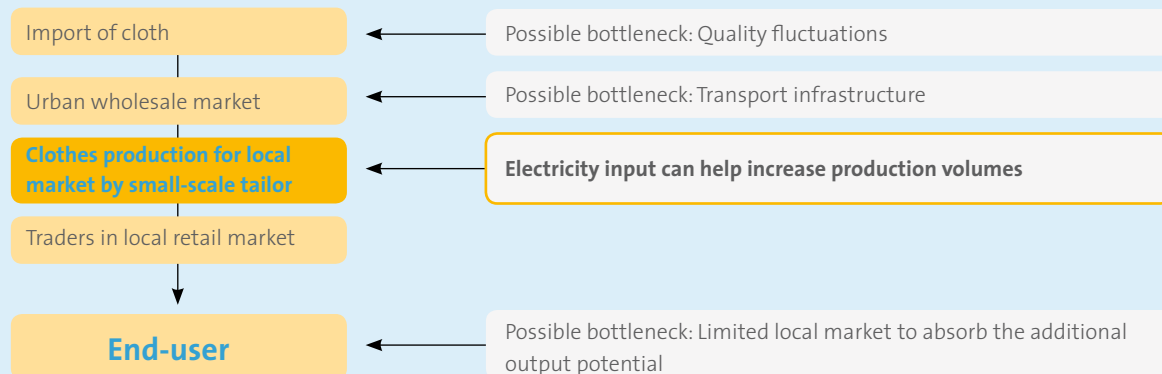 Import of cloth
Possible bottleneck: Quality fluctuations
Urban wholesale market
Possible bottleneck: Transport infrastructure
Clothes production for local
market by small-scale tailor
Electricity input can help increase production volumes
Traders in local retail market
End-user
Possible bottleneck: Limited local market to absorb the additional
output potential